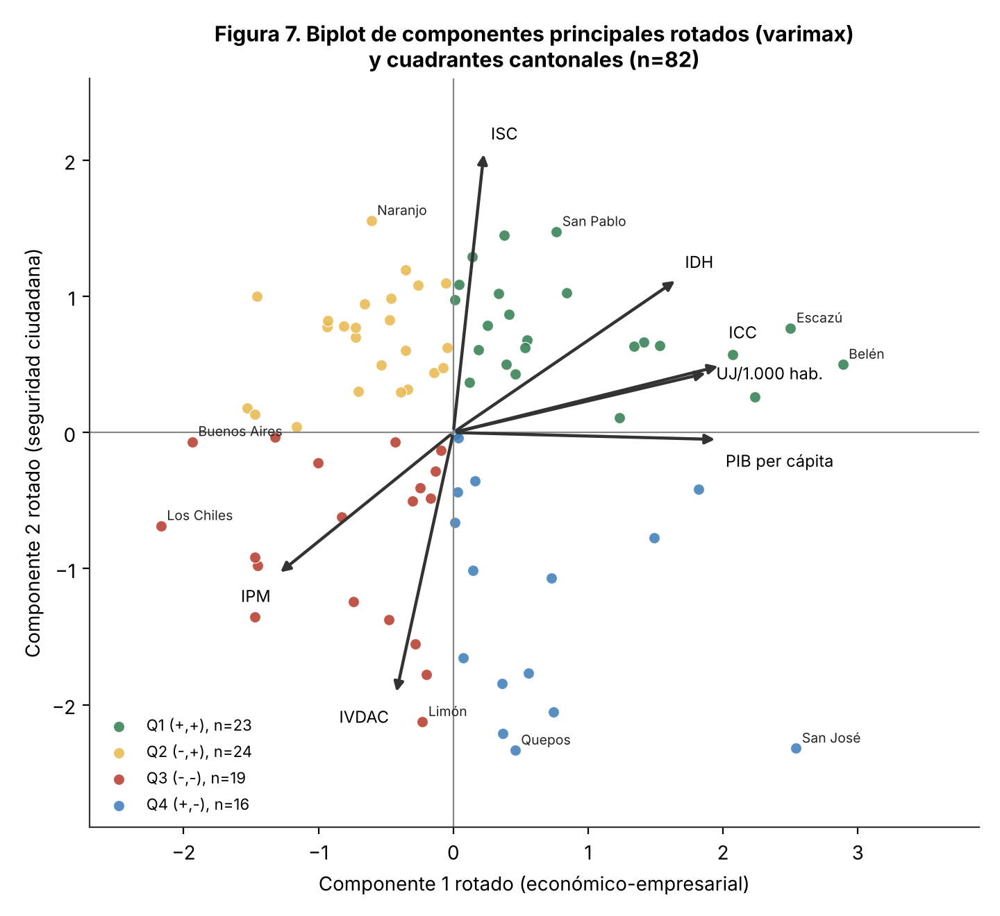 Figura 7. Biplot de componentes principales rotados (varimax)
y cuadrantes cantonales (n=82)
Componente 2 rotado (seguridad ciudadana)
2
1
0
−1
−2
ISC
Naranjo
San Pablo
IDH
Escazú
ICC
Belén
UJ/1.000 hab.
Buenos Aires
PIB per cápita
Los Chiles
IPM
IVDAC
Limón
Quepos
San José
Q1 (+,+), n=23
Q2 (-,+), n=24
Q3 (-,-), n=19
Q4 (+,-), n=16
−2
−1
0
1
2
3
Componente 1 rotado (económico-empresarial)